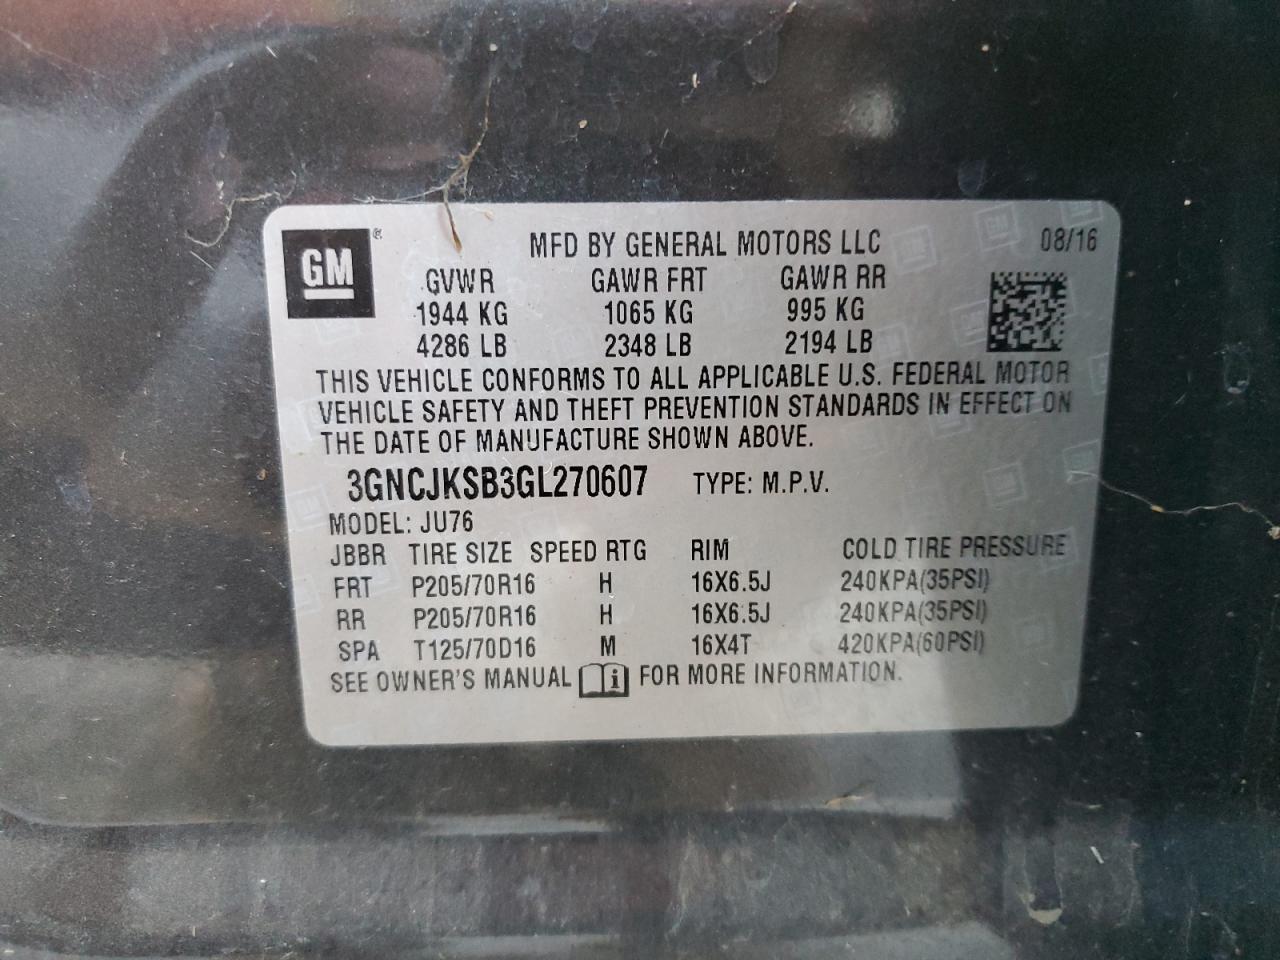 GM®
MFD BY GENERAL MOTORS LLC 08/16
GVWR GAWR FRT GAWR RR
1944 KG 1065 KG 995 KG
4286 LB 2348 LB 2194 LB
THIS VEHICLE CONFORMS TO ALL APPLICABLE U.S. FEDERAL MOTOR
VEHICLE SAFETY AND THEFT PREVENTION STANDARDS IN EFFECT ON
THE DATE OF MANUFACTURE SHOWN ABOVE.
3GNCJKSB3GL270607 TYPE: M.P.V.
MODEL: JU76
JBBR TIRE SIZE SPEED RTG RIM COLD TIRE PRESSURE
FRT P205/70R16 H 16X6.5J 240KPA(35PSI)
RR P205/70R16 H 16X6.5J 240KPA(35PSI)
SPA T125/70D16 M 16X4T 420KPA(60PSI)
SEE OWNER'S MANUAL i FOR MORE INFORMATION.